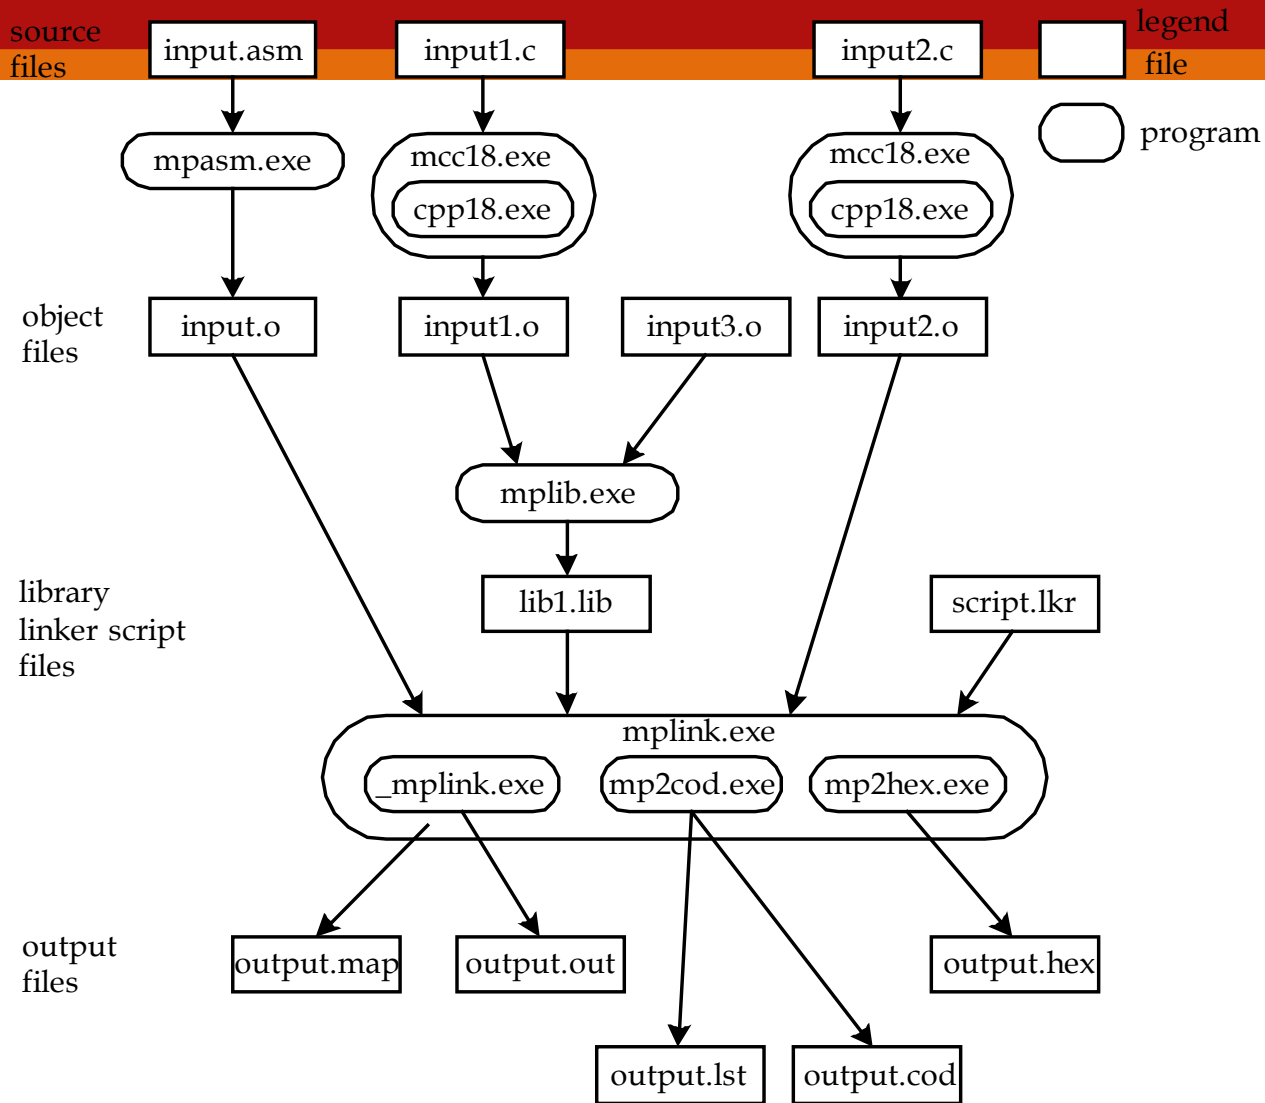 source
files
input.asm
input1.c
input2.c
legend
file
mpasm.exe
mcc18.exe
cpp18.exe
mcc18.exe
cpp18.exe
program
object
files
input.o
input1.o
input3.o
input2.o
mplib.exe
library
linker script
files
lib1.lib
script.lkr
mplink.exe
_mplink.exe
mp2cod.exe
mp2hex.exe
output
files
output.map
output.out
output.hex
output.lst
output.cod